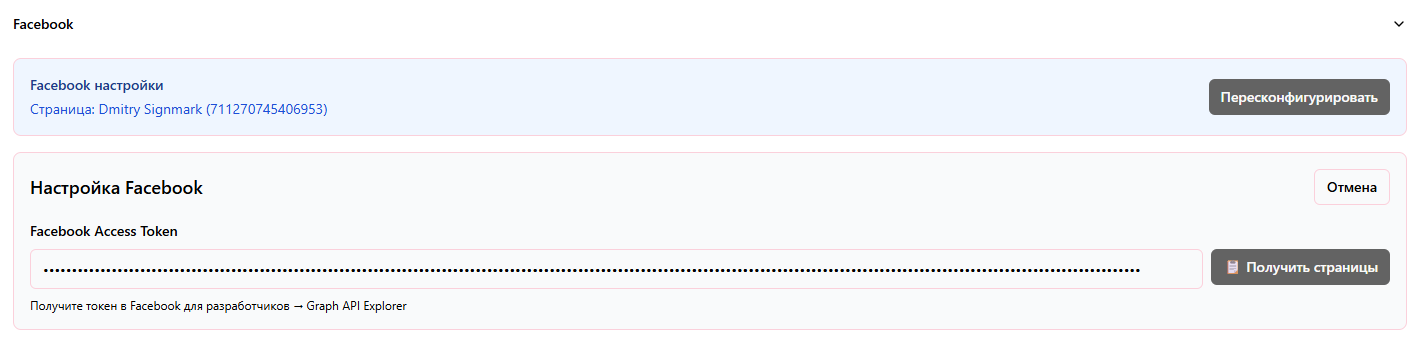 Facebook
Facebook настройки
Страница: Dmitry Signmark (711270745406953)
Пересконфигурировать
Настройка Facebook
Отмена
Facebook Access Token
Получить страницы
Получите токен в Facebook для разработчиков → Graph API Explorer